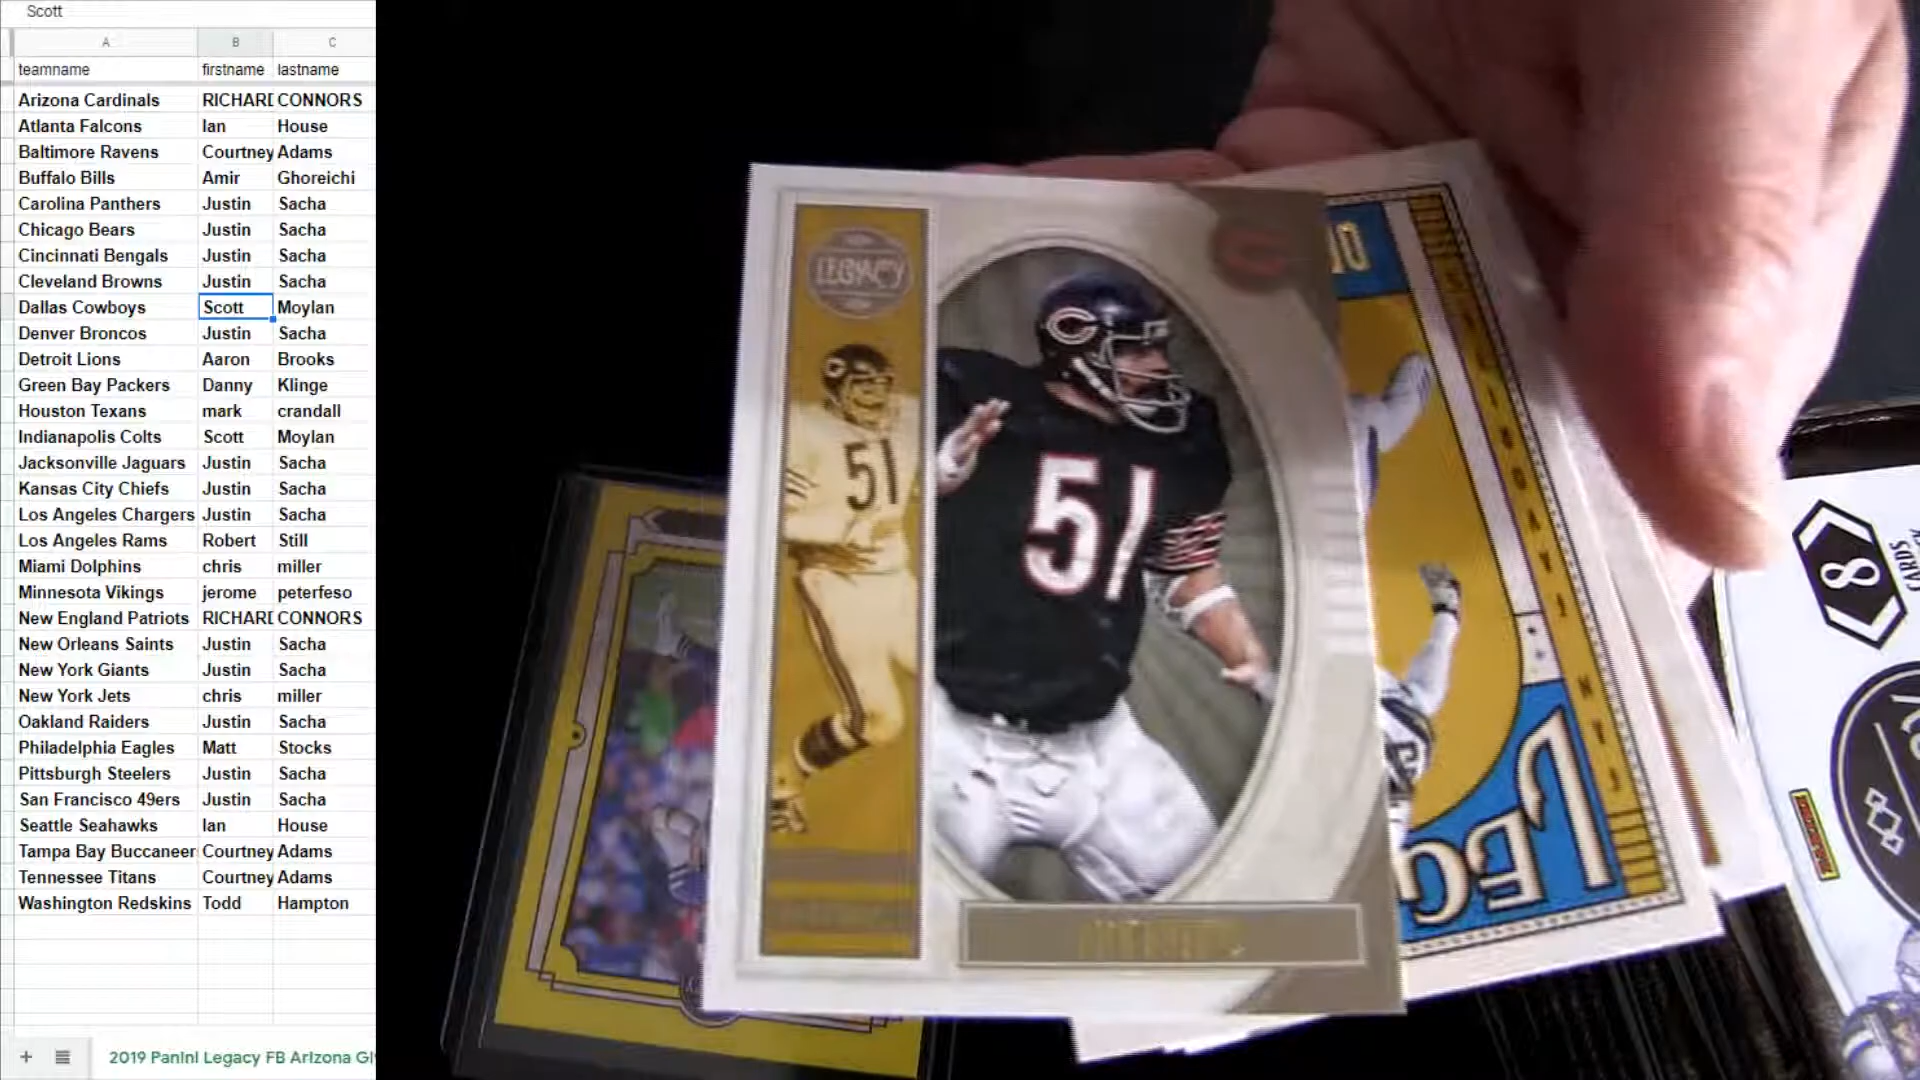 Scott
A B C
teamname firstname lastname
Arizona Cardinals RICHARD CONNORS
Atlanta Falcons Ian House
Baltimore Ravens Courtney Adams
Buffalo Bills Amir Ghoreichi
Carolina Panthers Justin Sacha
Chicago Bears Justin Sacha
Cincinnati Bengals Justin Sacha
Cleveland Browns Justin Sacha
Dallas Cowboys Scott Moylan
Denver Broncos Justin Sacha
Detroit Lions Aaron Brooks
Green Bay Packers Danny Klinge
Houston Texans mark crandall
Indianapolis Colts Scott Moylan
Jacksonville Jaguars Justin Sacha
Kansas City Chiefs Justin Sacha
Los Angeles Chargers Justin Sacha
Los Angeles Rams Robert Still
Miami Dolphins chris miller
Minnesota Vikings jerome peterfeso
New England Patriots RICHARD CONNORS
New Orleans Saints Justin Sacha
New York Giants Justin Sacha
New York Jets chris miller
Oakland Raiders Justin Sacha
Philadelphia Eagles Matt Stocks
Pittsburgh Steelers Justin Sacha
San Francisco 49ers Justin Sacha
Seattle Seahawks Ian House
Tampa Bay Buccaneer Courtney Adams
Tennessee Titans Courtney Adams
Washington Redskins Todd Hampton
2019 Panini Legacy FB Arizona Gi
LEGACY
C
51
C
51
8
CARDS